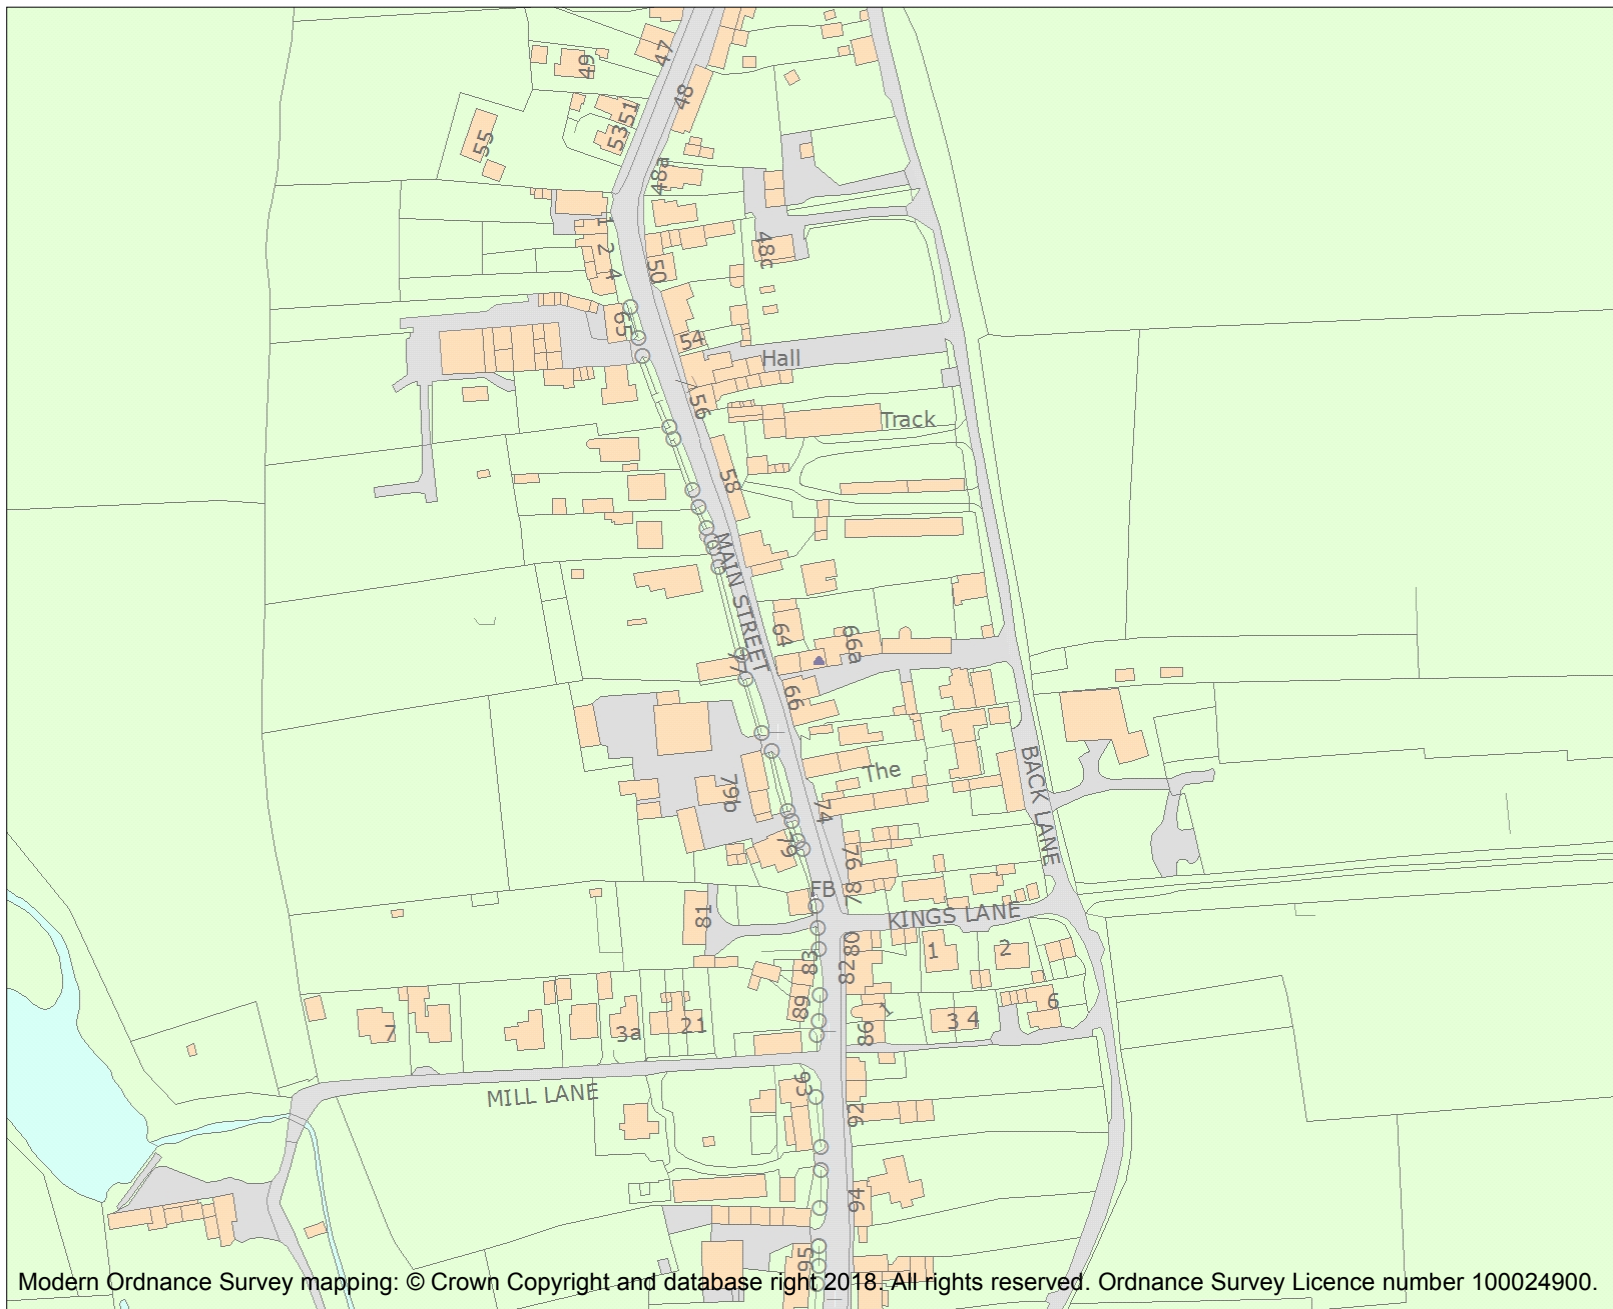 47
49
48
51
53
55
48a
1
2
4
48c
50
65
54
Hall
56
Track
58
MAIN STREET
64
66a
77
66
BACK LANE
The
79b
74
79
76
FB
78
81
KINGS LANE
80
1
2
83
82
89
1
6
3 4
86
7
3a
21
MILL LANE
93
92
94
95
Modern Ordnance Survey mapping: © Crown Copyright and database right 2018. All rights reserved. Ordnance Survey Licence number 100024900.